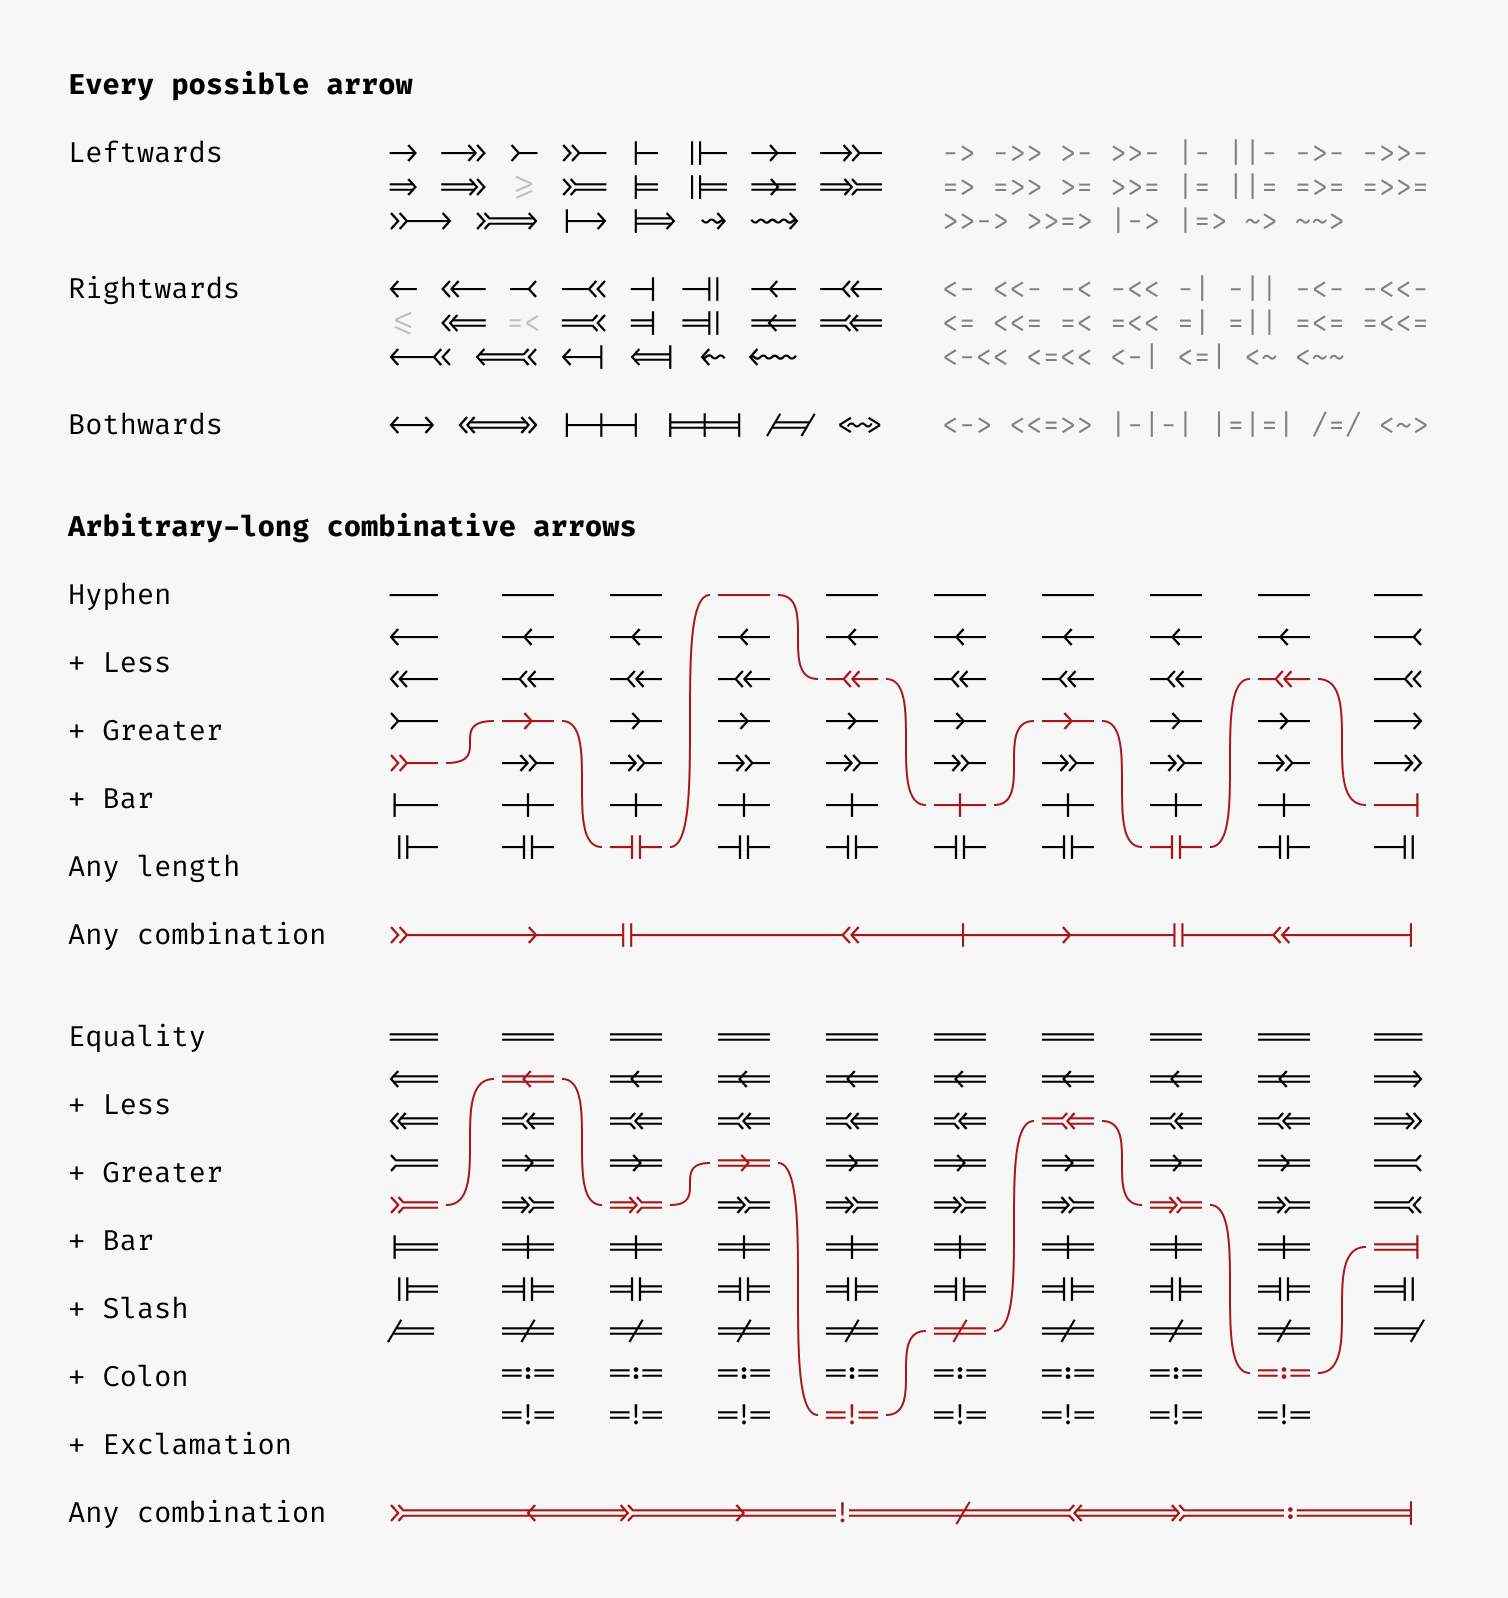 Every possible arrow
Leftwards -> ->> >- >>- |- ||- ->- ->>-
=> =>> >= >>= |= ||= =>= =>>=
>>-> >>=> |-> |=> ~> ~~>
Rightwards <- <<- -< -<< -| -|| -<- -<<-
<= <<= =< =<< =| =|| =<= =<<=
<-<< <=<< <-| <=| <~ <~~
Bothwards <-> <<=>> |-|-| |=|=| /=/ <~>
Arbitrary-long combinative arrows
Hyphen
+ Less
+ Greater
+ Bar
Any length
Any combination
Equality
+ Less
+ Greater
+ Bar
+ Slash
+ Colon
+ Exclamation
Any combination